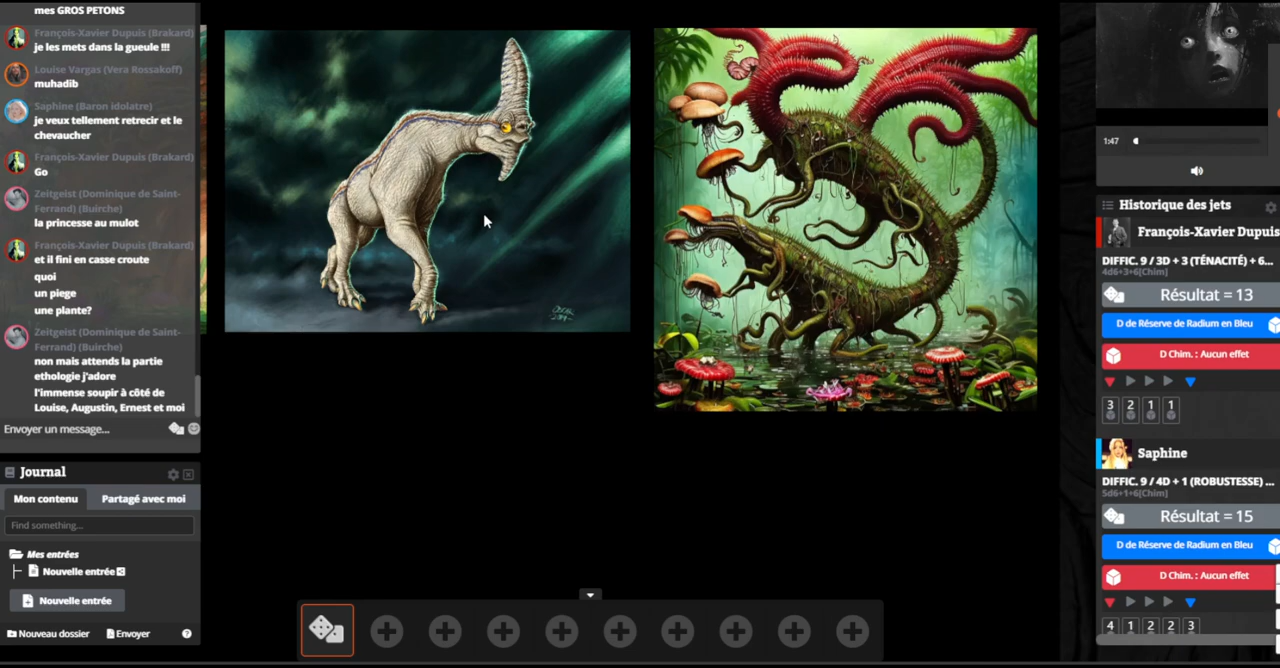 mes GROS PETONS
François-Xavier Dupuis (Brakard)
je les mets dans la gueule !!!
Louise Vargas (Vera Rossakoff)
muhadib
Saphine (Baron idolatre)
je veux tellement retrecir et le
chevaucher
François-Xavier Dupuis (Brakard)
Go
Zeitgeist (Dominique de Saint-
Ferrand) (Buirche)
la princesse au mulot
François-Xavier Dupuis (Brakard)
et il fini en casse croute
quoi
un piege
une plante?
Zeitgeist (Dominique de Saint-
Ferrand) (Buirche)
non mais attends la partie
ethologie j'adore
l'immense soupir à côté de
Louise, Augustin, Ernest et moi
Envoyer un message...
Journal
Mon contenu
Partagé avec moi
Find something...
Mes entrées
Nouvelle entrée
Nouvelle entrée
Nouveau dossier
Envoyer
?
1:47
Historique des jets
François-Xavier Dupuis
DIFFIC. 9 / 3D + 3 (TÉNACITÉ) + 6...
4d6+3+6[Chim]
Résultat = 13
D de Réserve de Radium en Bleu
D Chim. : Aucun effet
3 2 1 1
Saphine
DIFFIC. 9 / 4D + 1 (ROBUSTESSE) ...
5d6+1+6[Chim]
Résultat = 15
D de Réserve de Radium en Bleu
D Chim. : Aucun effet
4 1 2 2 3